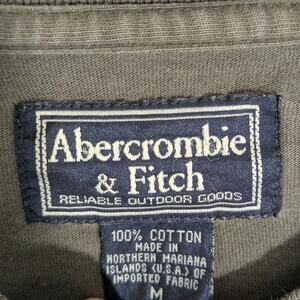 Abercrombie
& Fitch
RELIABLE OUTDOOR GOODS
100% COTTON
MADE IN
NORTHERN MARIANA
ISLANDS (U.S.A.) OF
IMPORTED FABRIC
M